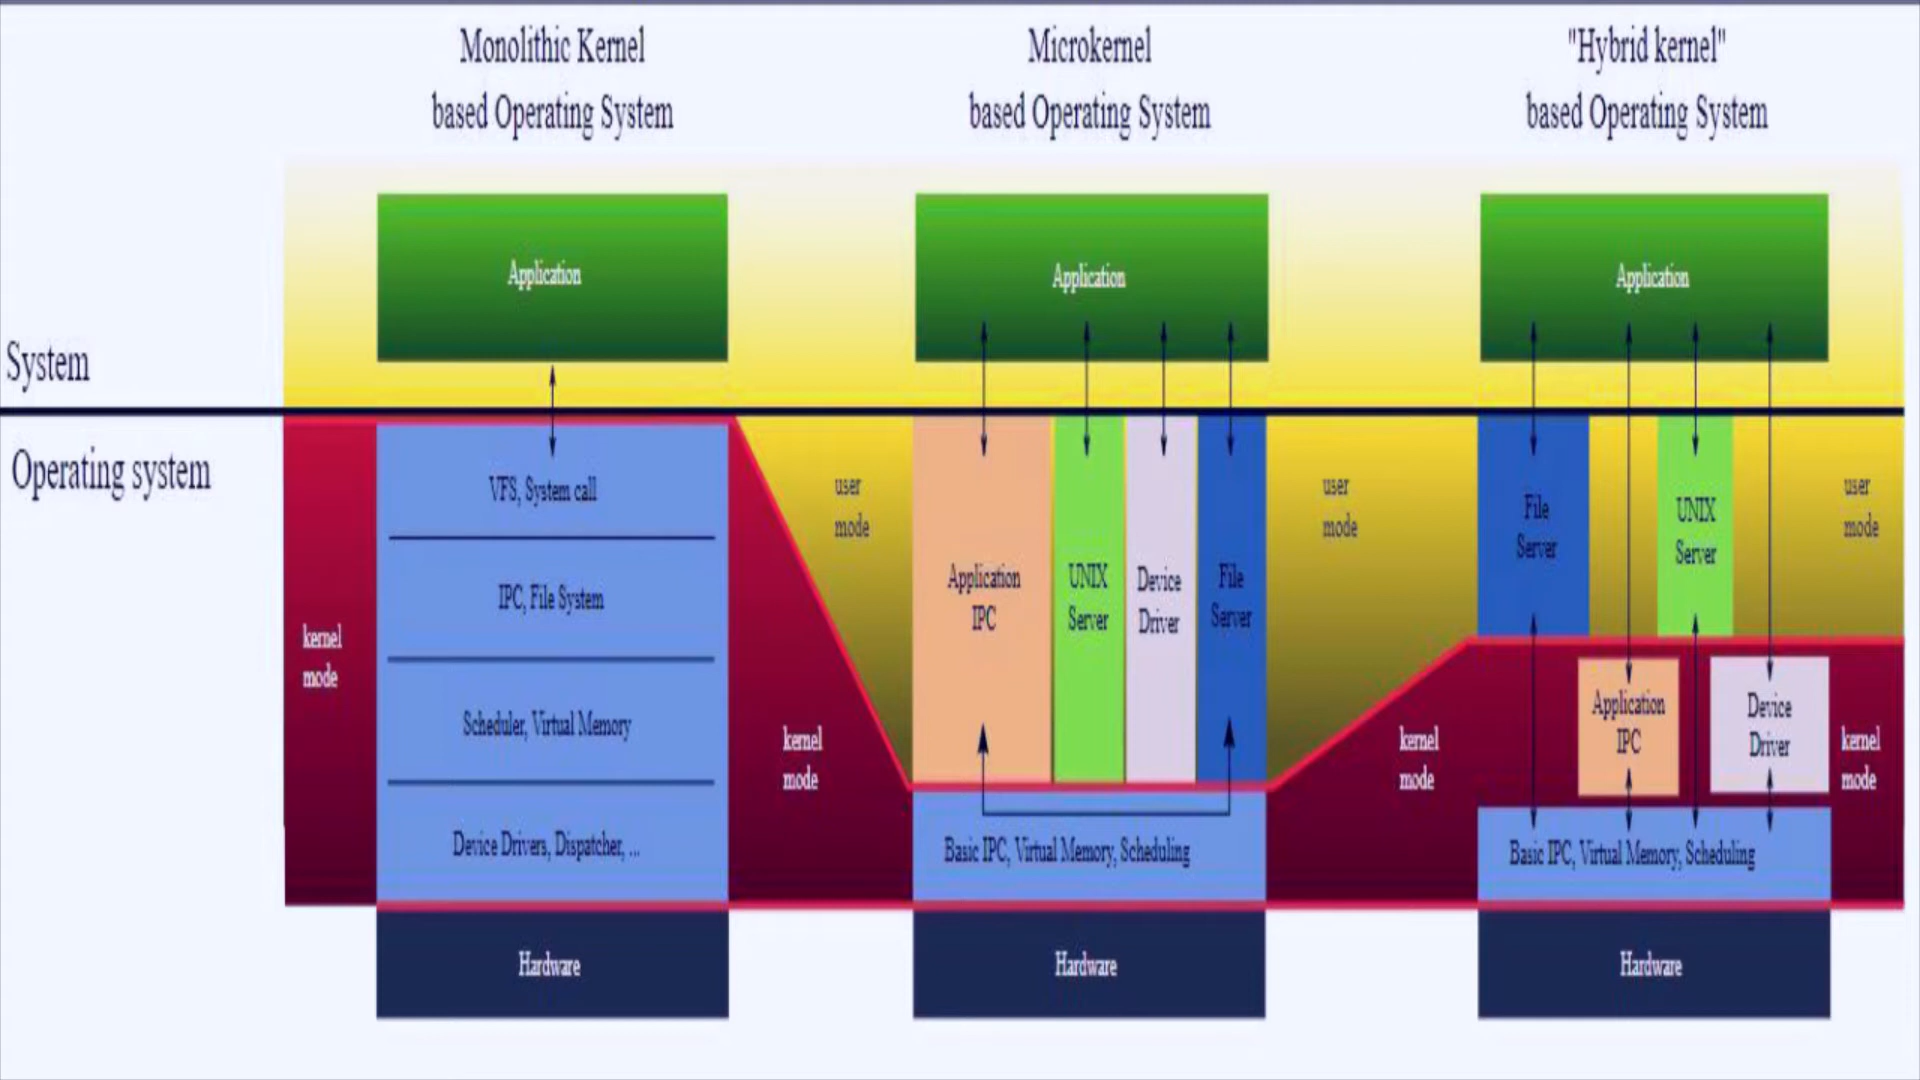 Monolithic Kernel
based Operating System
Microkernel
based Operating System
"Hybrid kernel"
based Operating System
Application
Application
Application
System
Operating system
VFS, System call
IPC, File System
Scheduler, Virtual Memory
Device Drivers, Dispatcher, ...
kernel
mode
kernel
mode
user
mode
Application
IPC
UNIX
Server
Device
Driver
File
Server
Basic IPC, Virtual Memory, Scheduling
user
mode
kernel
mode
File
Server
UNIX
Server
user
mode
Application
IPC
Device
Driver
kernel
mode
Basic IPC, Virtual Memory, Scheduling
Hardware
Hardware
Hardware